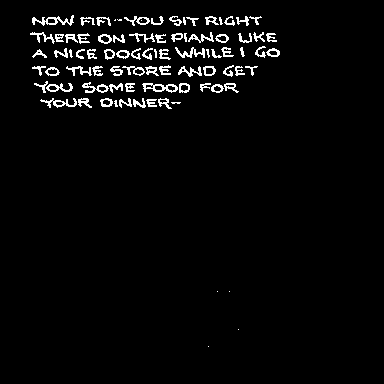 NOW FIFI--YOU SIT RIGHT
THERE ON THE PIANO LIKE
A NICE DOGGIE WHILE I GO
TO THE STORE AND GET
YOU SOME FOOD FOR
YOUR DINNER--